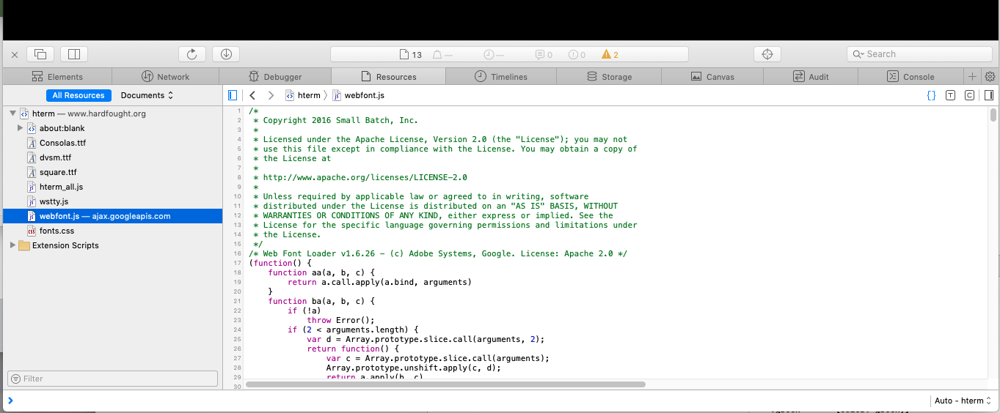 13 — — 0 0 2 Search
Elements Network Debugger Resources Timelines Storage Canvas Audit Console
All Resources Documents hterm webfont.js {} T C
hterm — www.hardfought.org
about:blank
Consolas.ttf
dvsm.ttf
square.ttf
hterm_all.js
wstty.js
webfont.js — ajax.googleapis.com
fonts.css
Extension Scripts
Filter
1 /*
2 * Copyright 2016 Small Batch, Inc.
3 *
4 * Licensed under the Apache License, Version 2.0 (the "License"); you may not
5 * use this file except in compliance with the License. You may obtain a copy of
6 * the License at
7 *
8 * http://www.apache.org/licenses/LICENSE-2.0
9 *
10 * Unless required by applicable law or agreed to in writing, software
11 * distributed under the License is distributed on an "AS IS" BASIS, WITHOUT
12 * WARRANTIES OR CONDITIONS OF ANY KIND, either express or implied. See the
13 * License for the specific language governing permissions and limitations under
14 * the License.
15 */
16 /* Web Font Loader v1.6.26 - (c) Adobe Systems, Google. License: Apache 2.0 */
17 (function() {
18 function aa(a, b, c) {
19 return a.call.apply(a.bind, arguments)
20 }
21 function ba(a, b, c) {
22 if (!a)
23 throw Error();
24 if (2 < arguments.length) {
25 var d = Array.prototype.slice.call(arguments, 2);
26 return function() {
27 var c = Array.prototype.slice.call(arguments);
28 Array.prototype.unshift.apply(c, d);
29 return a.apply(b, c)
30
Auto - hterm